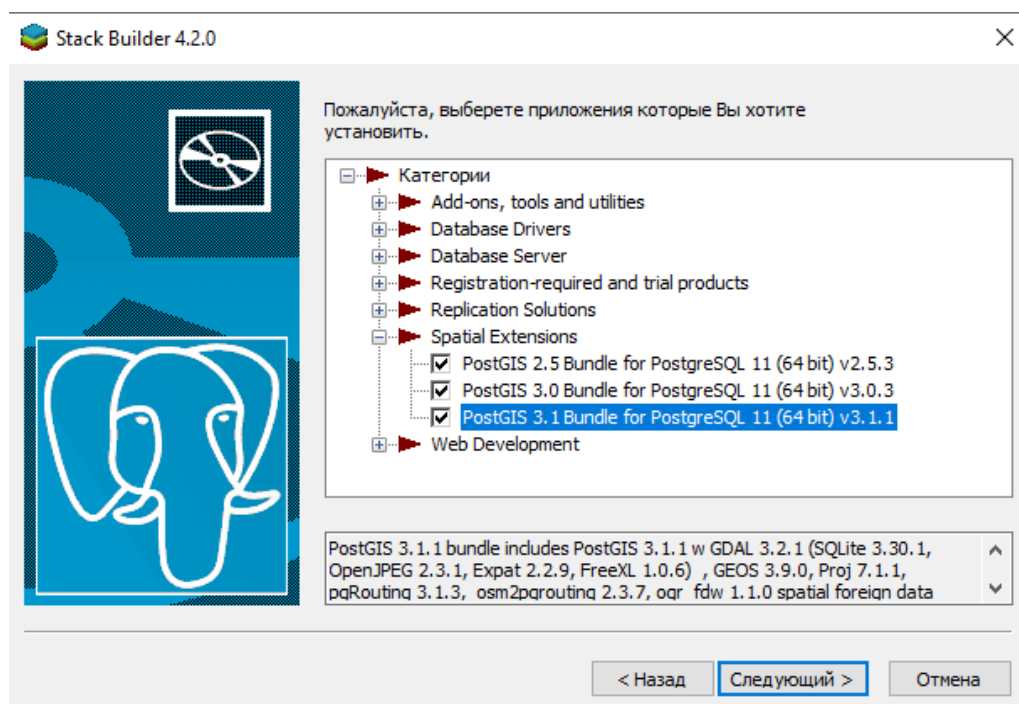 Stack Builder 4.2.0
Пожалуйста, выберете приложения которые Вы хотите
установить.
Категории
Add-ons, tools and utilities
Database Drivers
Database Server
Registration-required and trial products
Replication Solutions
Spatial Extensions
PostGIS 2.5 Bundle for PostgreSQL 11 (64 bit) v2.5.3
PostGIS 3.0 Bundle for PostgreSQL 11 (64 bit) v3.0.3
PostGIS 3.1 Bundle for PostgreSQL 11 (64 bit) v3.1.1
Web Development
PostGIS 3.1.1 bundle includes PostGIS 3.1.1 w GDAL 3.2.1 (SQLite 3.30.1,
OpenJPEG 2.3.1, Expat 2.2.9, FreeXL 1.0.6) , GEOS 3.9.0, Proj 7.1.1,
pgRouting 3.1.3, osm2pgrouting 2.3.7, ogr_fdw 1.1.0 spatial foreign data
< Назад
Следующий >
Отмена